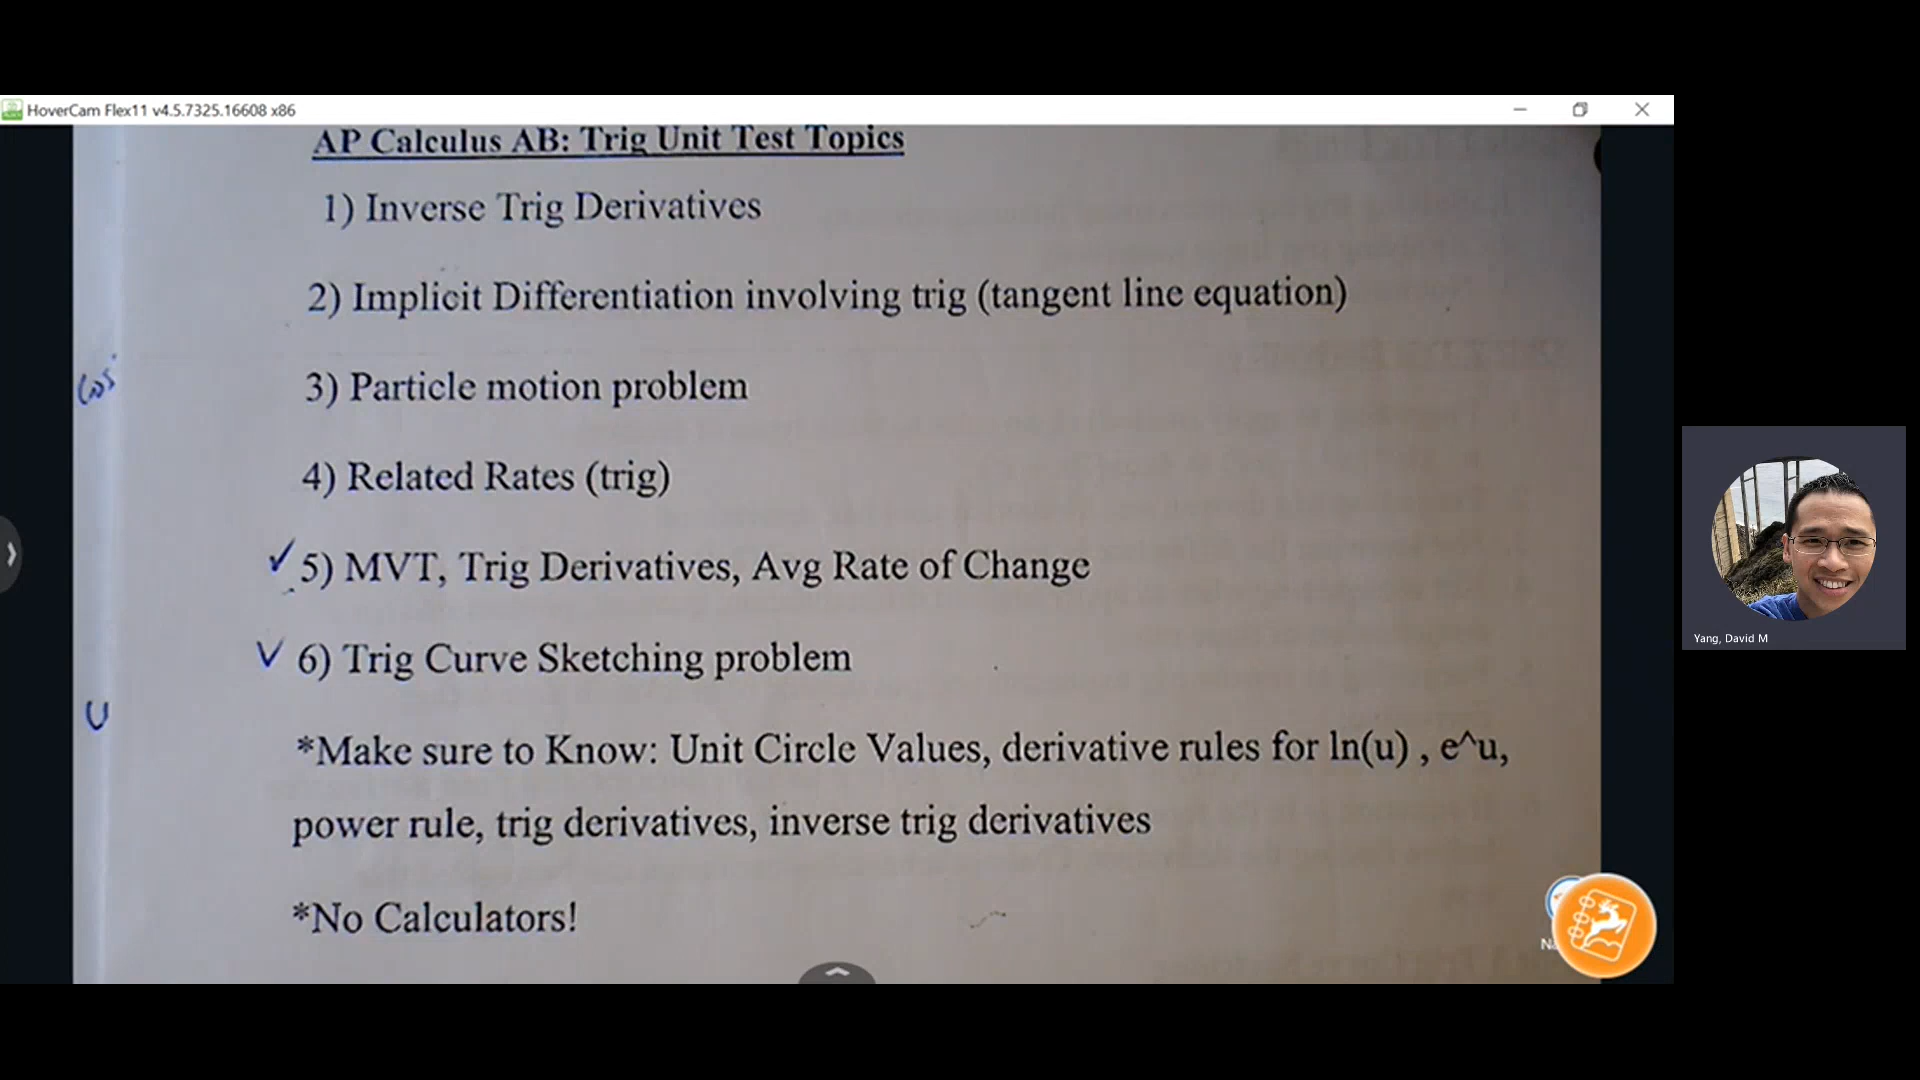 HoverCam Flex11 v4.5.7325.16608 x86
AP Calculus AB: Trig Unit Test Topics
1) Inverse Trig Derivatives
2) Implicit Differentiation involving trig (tangent line equation)
cos
3) Particle motion problem
4) Related Rates (trig)
✓ 5) MVT, Trig Derivatives, Avg Rate of Change
✓ 6) Trig Curve Sketching problem
U
*Make sure to Know: Unit Circle Values, derivative rules for ln(u) , e^u,
power rule, trig derivatives, inverse trig derivatives
*No Calculators!
Yang, David M